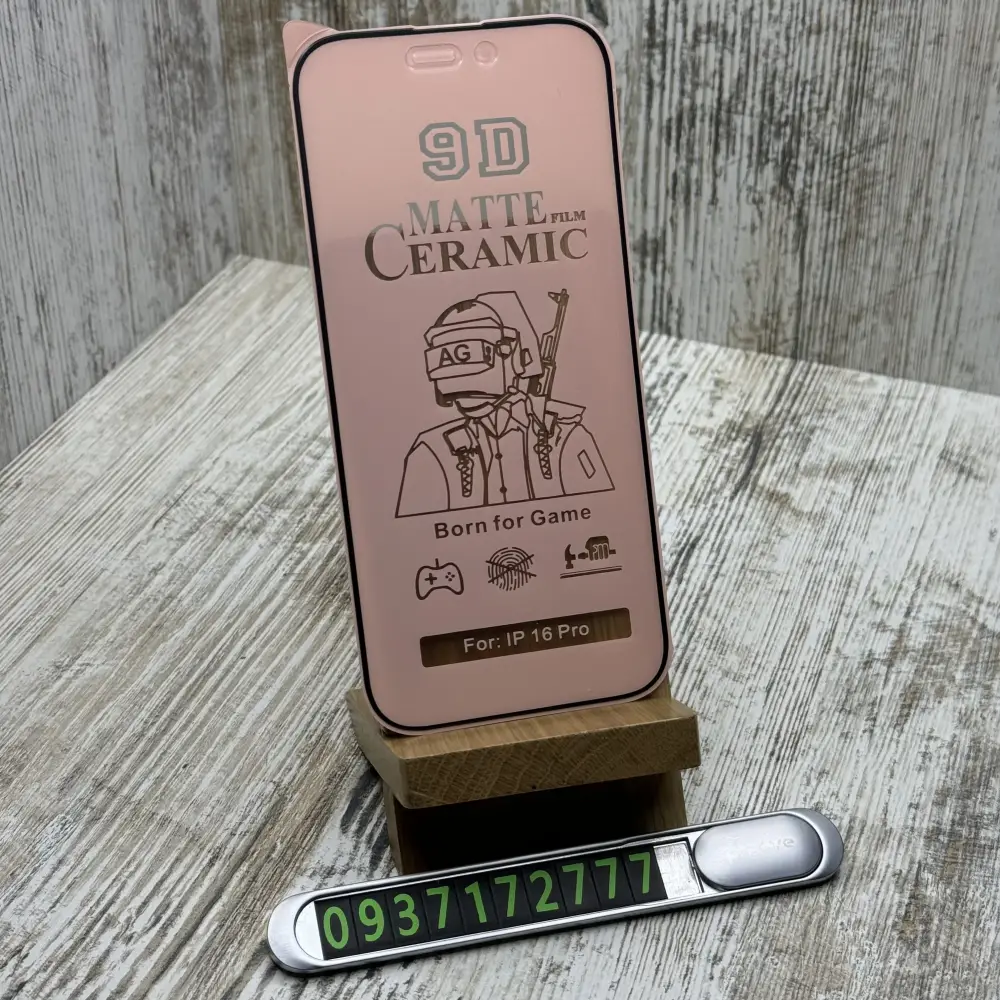 9D
MATTE FILM
CERAMIC
AG
Born for Game
For: IP 16 Pro
0937172777